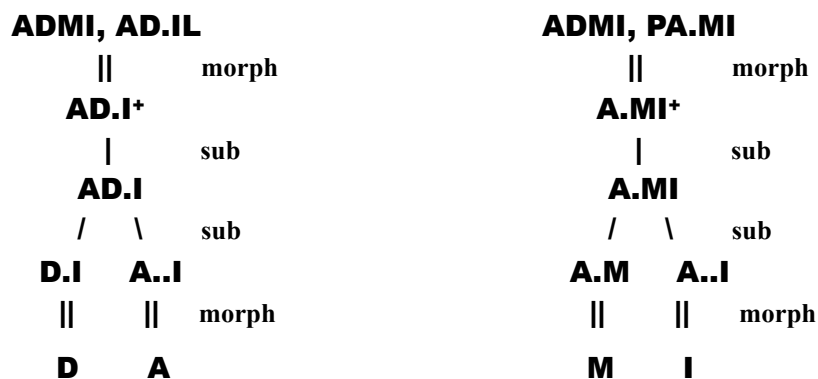 ADMI, AD.IL ADMI, PA.MI
|| morph || morph
AD.I+ A.MI+
| sub | sub
AD.I A.MI
/ \ sub / \ sub
D.I A..I A.M A..I
|| || morph || || morph
D A M I